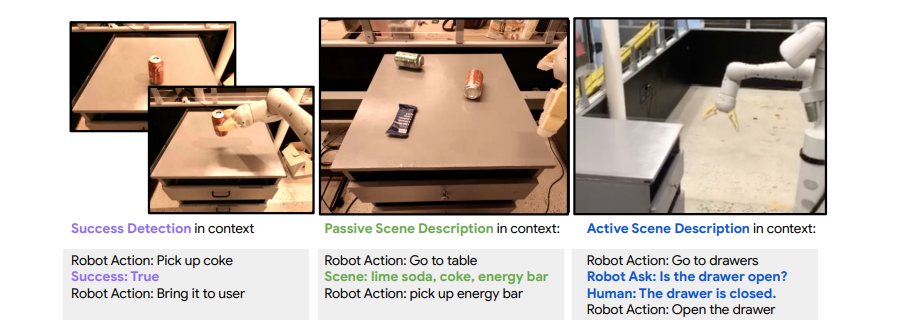 Success Detection in context
Robot Action: Pick up coke
Success: True
Robot Action: Bring it to user
Passive Scene Description in context:
Robot Action: Go to table
Scene: lime soda, coke, energy bar
Robot Action: pick up energy bar
Active Scene Description in context:
Robot Action: Go to drawers
Robot Ask: Is the drawer open?
Human: The drawer is closed.
Robot Action: Open the drawer